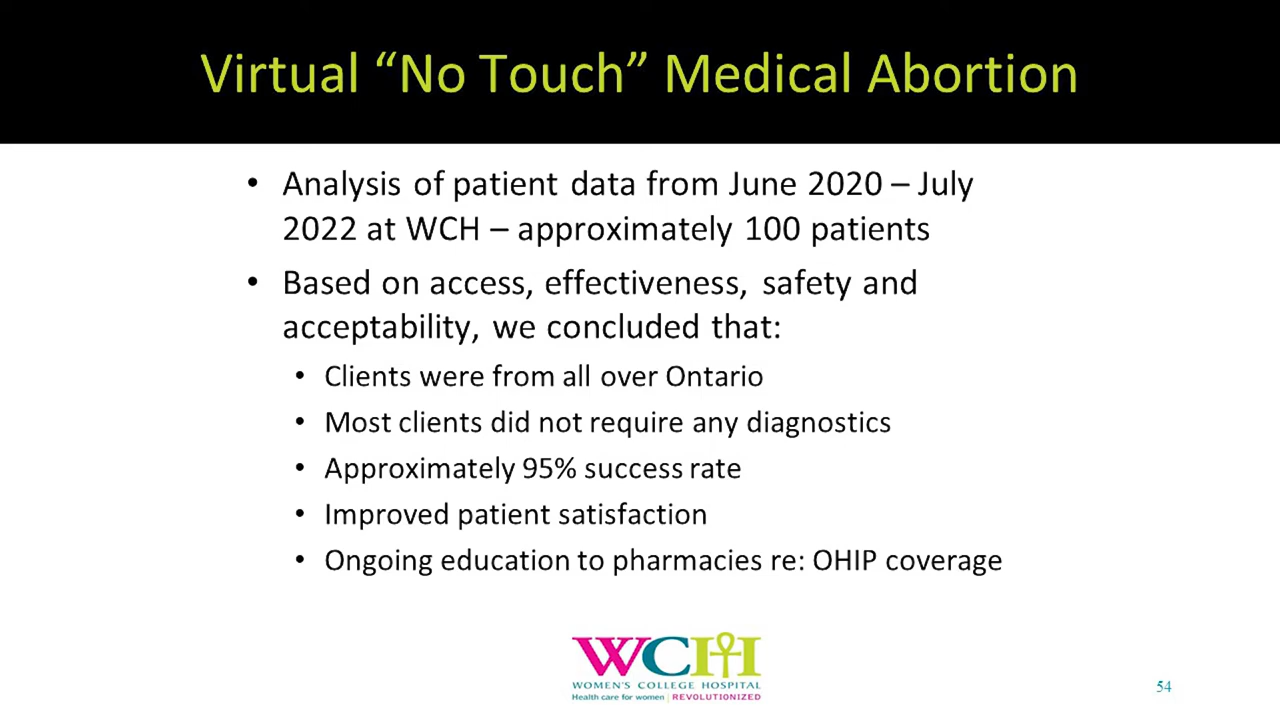 Virtual “No Touch” Medical Abortion
• Analysis of patient data from June 2020 – July
2022 at WCH – approximately 100 patients
• Based on access, effectiveness, safety and
acceptability, we concluded that:
• Clients were from all over Ontario
• Most clients did not require any diagnostics
• Approximately 95% success rate
• Improved patient satisfaction
• Ongoing education to pharmacies re: OHIP coverage
WCH
WOMEN'S COLLEGE HOSPITAL
Health care for women | REVOLUTIONIZED
54